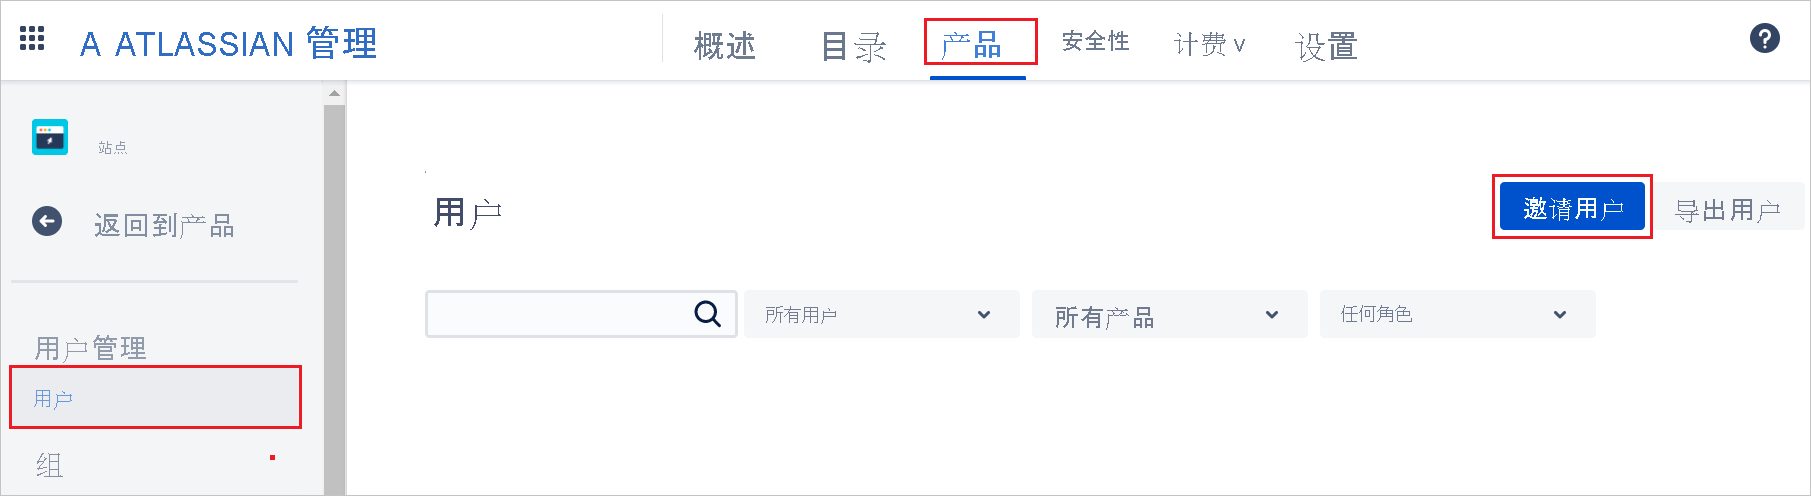 A ATLASSIAN 管理
概述
目录
产品
安全性
计费 v
设置
?
站点
返回到产品
用户管理
用户
组
用户
邀请用户
导出用户
所有用户
所有产品
任何角色